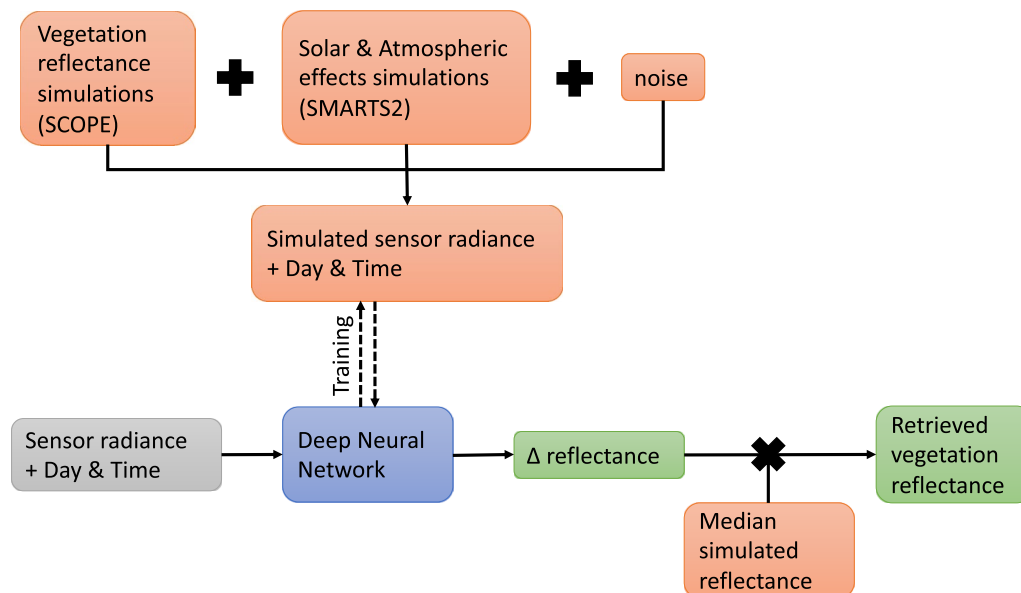 Vegetation
reflectance
simulations
(SCOPE)
Solar & Atmospheric
effects simulations
(SMARTS2)
noise
Simulated sensor radiance
+ Day & Time
Training
Sensor radiance
+ Day & Time
Deep Neural
Network
Δ reflectance
Retrieved
vegetation
reflectance
Median
simulated
reflectance